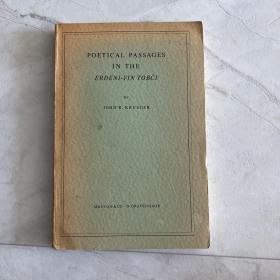 POETICAL PASSAGES
IN THE
ERDENI-YIN TOBČI
BY
JOHN R. KRUEGER
MOUTON & CO · 'S-GRAVENHAGE